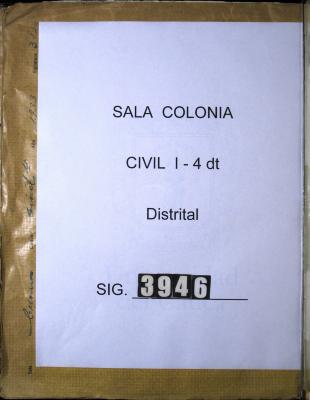 SALA COLONIA
CIVIL I - 4 dt
Distrital
SIG. 3946